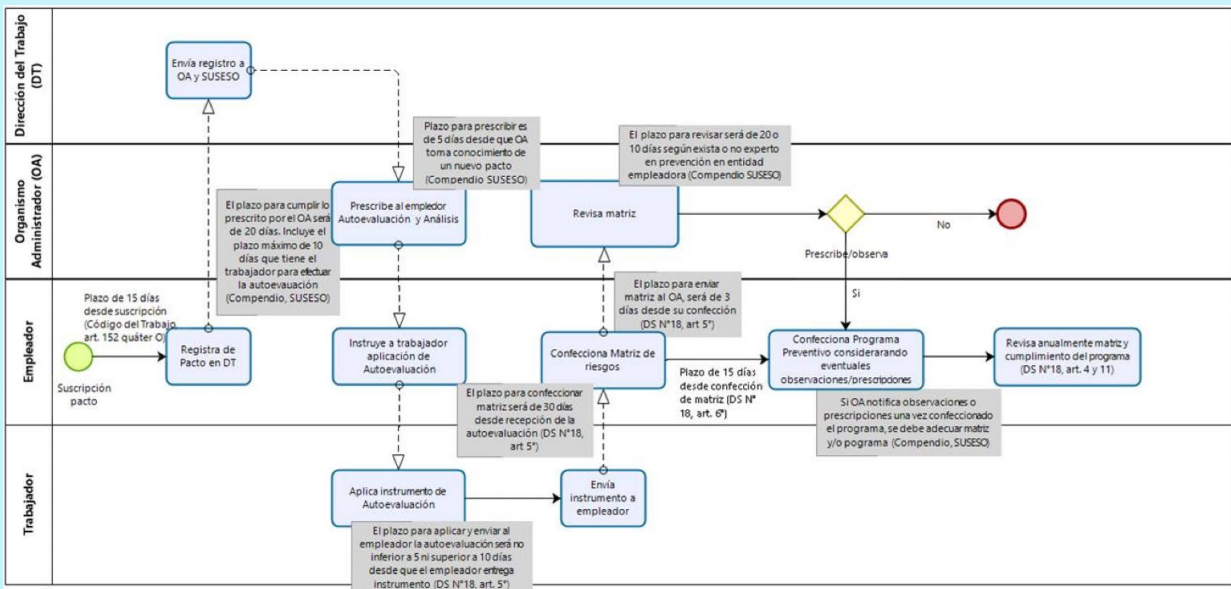 Dirección del Trabajo
(DT)
Envía registro a
OA y SUSESO
Organismo
Administrador (OA)
Plazo para prescribir es
de 5 días desde que OA
toma conocimiento de
un nuevo pacto
(Compendio SUSESO)
El plazo para revisar será de 20 o
10 días según exista o no experto
en prevención en entidad
empleadora (Compendio SUSESO)
El plazo para cumplir lo
prescrito por el OA será
de 20 días. Incluye el
plazo máximo de 10
días que tiene el
trabajador para efectuar
la autoevauación
(Compendio, SUSESO)
Prescribe al empledor
Autoevaluación y Análisis
Revisa matriz
No
Prescribe/observa
Si
El plazo para enviar
matriz al OA, será de 3
días desde su confección
(DS N°18, art 5°)
Empleador
Plazo de 15 días
desde suscripción
(Código del Trabajo,
art. 152 quáter O)
Suscripción
pacto
Registra de
Pacto en DT
Instruye a trabajador
aplicación de
Autoevaluación
Confecciona Matriz de
riesgos
Plazo de 15 días
desde confección
de matriz (DS N°
18, art. 6°)
Confecciona Programa
Preventivo considerarando
eventuales
observaciones/prescripciones
Revisa anualmente matriz y
cumplimiento del programa
(DS N°18, art. 4 y 11)
El plazo para confeccionar
matriz será de 30 días
desde recepción de la
autoevaluación (DS N°18,
art 5°)
Si OA notifica observaciones o
prescripciones una vez confeccionado
el programa, se debe adecuar matriz
y/o pograma (Compendio, SUSESO)
Trabajador
Aplica instrumento de
Autoevaluación
Envía
instrumento a
empleador
El plazo para aplicar y enviar al
empleador la autoevaluación será no
inferior a 5 ni superior a 10 días
desde que el empleador entrega
instrumento (DS N°18, art. 5°)